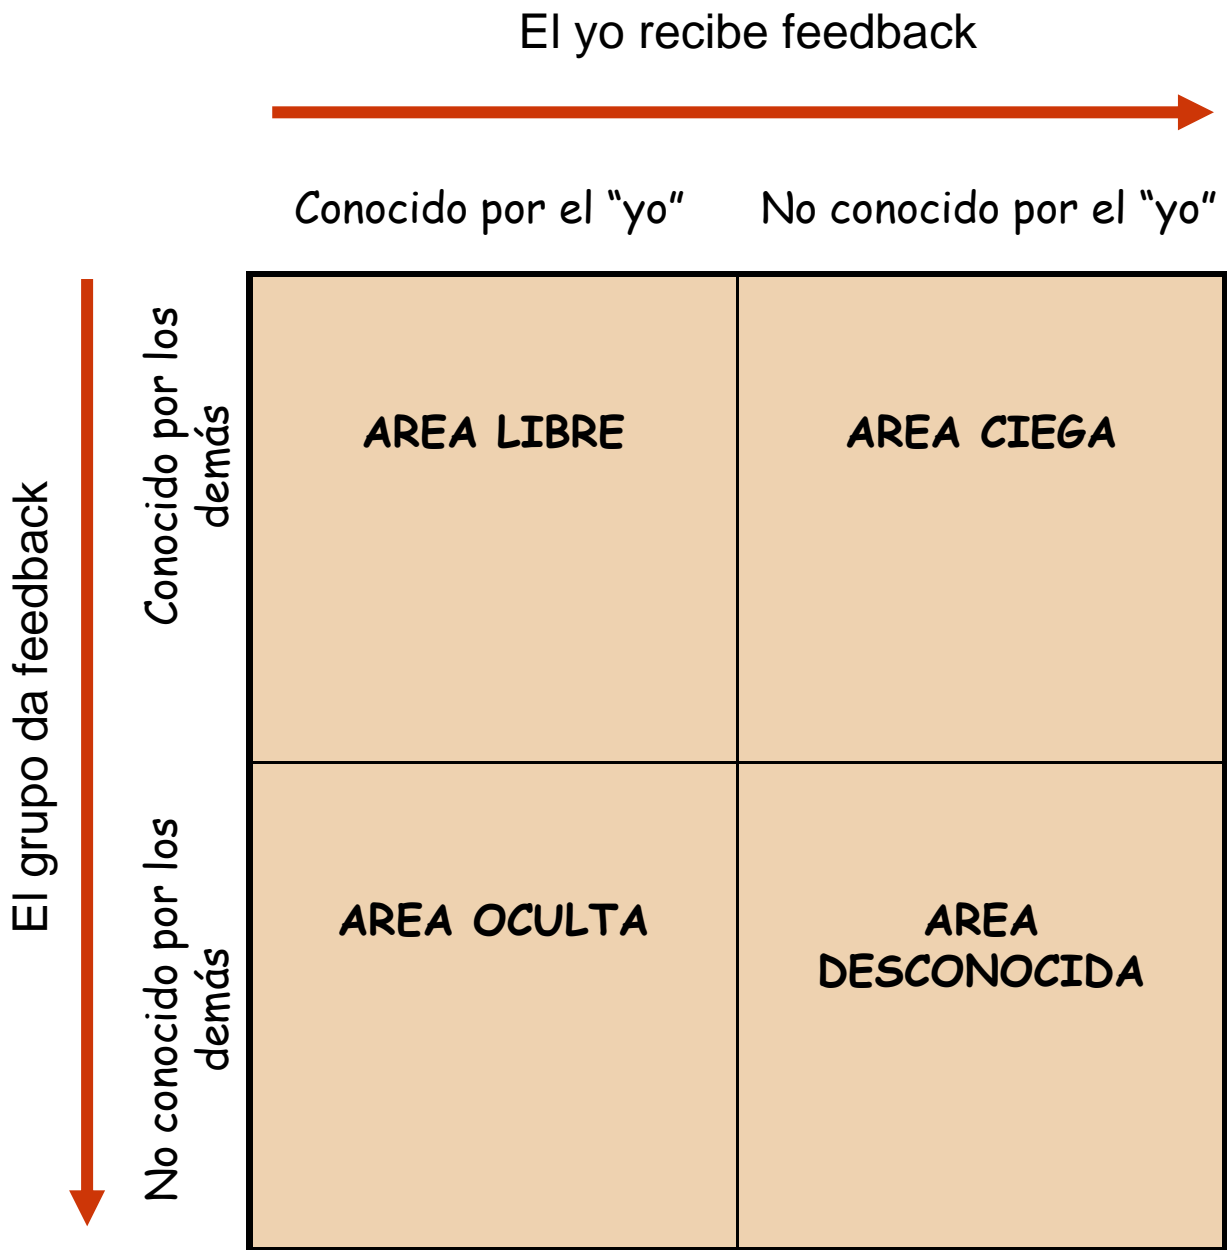 El yo recibe feedback
Conocido por el “yo”
No conocido por el “yo”
El grupo da feedback
Conocido por los
demás
AREA LIBRE
AREA CIEGA
No conocido por los
demás
AREA OCULTA
AREA
DESCONOCIDA